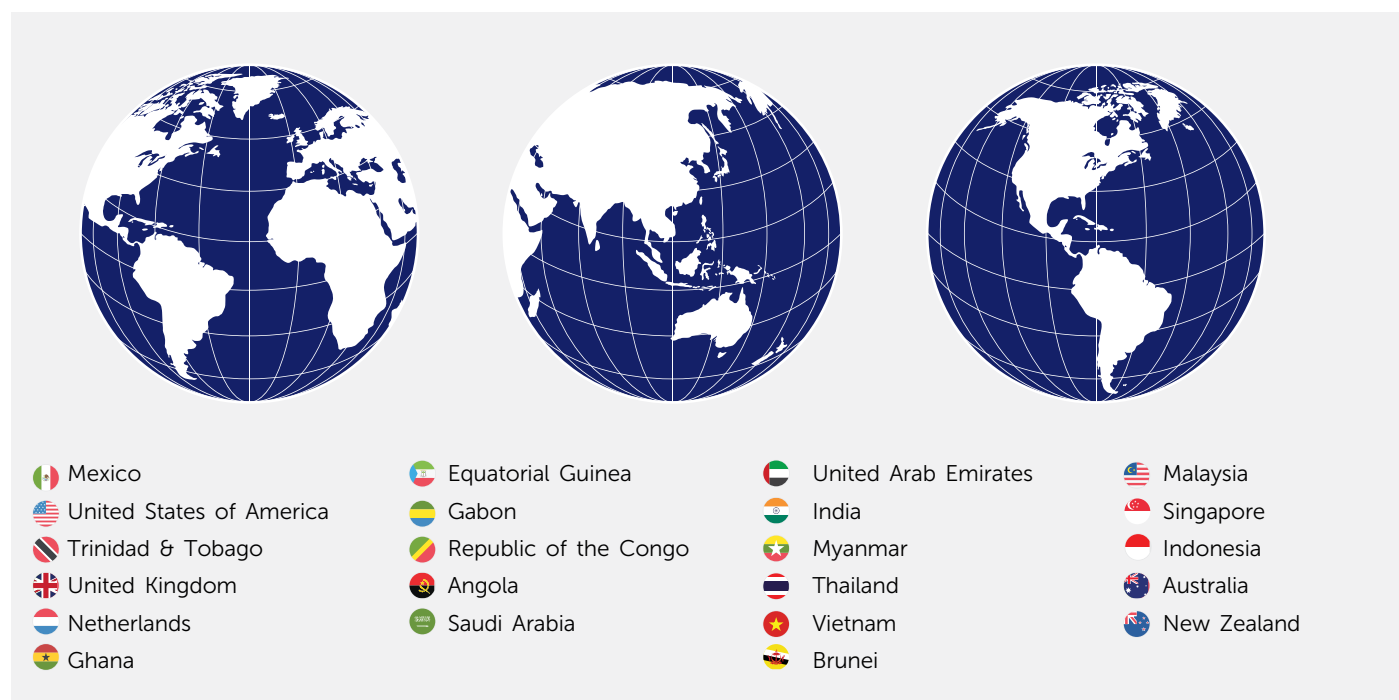 Mexico
United States of America
Trinidad & Tobago
United Kingdom
Netherlands
Ghana
Equatorial Guinea
Gabon
Republic of the Congo
Angola
Saudi Arabia
United Arab Emirates
India
Myanmar
Thailand
Vietnam
Brunei
Malaysia
Singapore
Indonesia
Australia
New Zealand